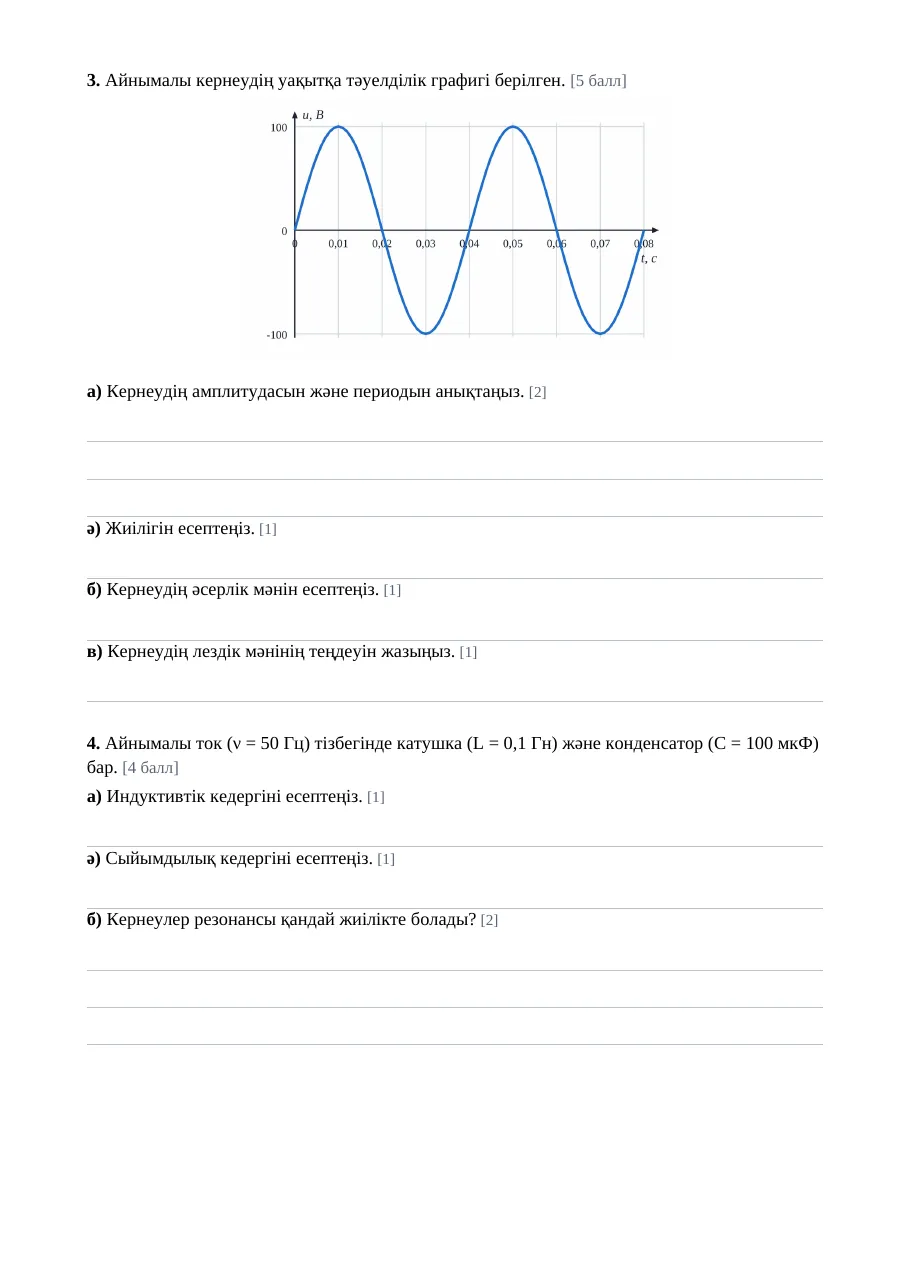 3. Айнымалы кернеудің уақытқа тәуелділік графигі берілген. [5 балл]
u, В
100
0
0 0,01 0,02 0,03 0,04 0,05 0,06 0,07 0,08
t, с
-100
а) Кернеудің амплитудасын және периодын анықтаңыз. [2]
ә) Жиілігін есептеңіз. [1]
б) Кернеудің әсерлік мәнін есептеңіз. [1]
в) Кернеудің лездік мәнінің теңдеуін жазыңыз. [1]
4. Айнымалы ток (ν = 50 Гц) тізбегінде катушка (L = 0,1 Гн) және конденсатор (C = 100 мкФ)
бар. [4 балл]
а) Индуктивтік кедергіні есептеңіз. [1]
ә) Сыйымдылық кедергіні есептеңіз. [1]
б) Кернеулер резонансы қандай жиілікте болады? [2]